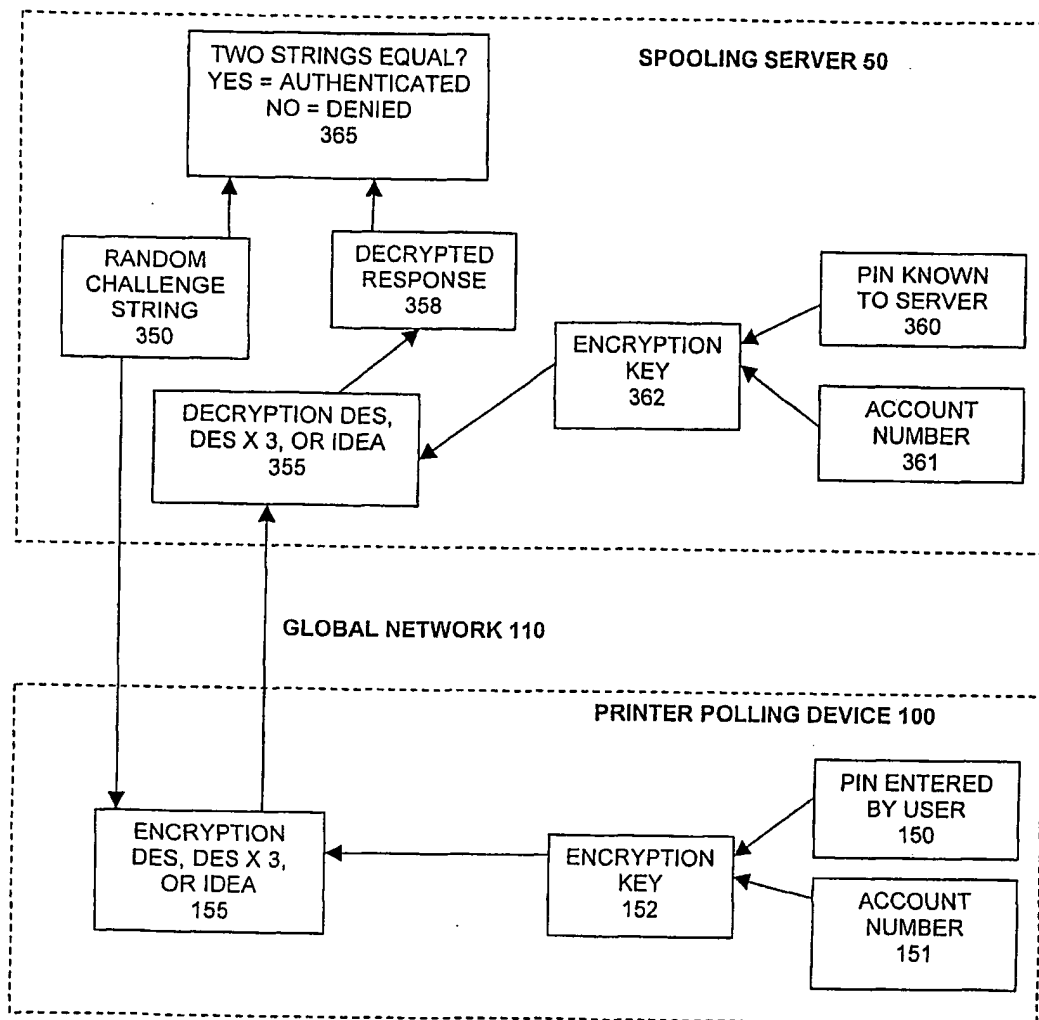 TWO STRINGS EQUAL?
YES = AUTHENTICATED
NO = DENIED
365
SPOOLING SERVER 50
RANDOM
CHALLENGE
STRING
350
DECRYPTED
RESPONSE
358
PIN KNOWN
TO SERVER
360
ENCRYPTION
KEY
362
DECRYPTION DES,
DES X 3, OR IDEA
355
ACCOUNT
NUMBER
361
GLOBAL NETWORK 110
PRINTER POLLING DEVICE 100
PIN ENTERED
BY USER
150
ENCRYPTION
DES, DES X 3,
OR IDEA
155
ENCRYPTION
KEY
152
ACCOUNT
NUMBER
151